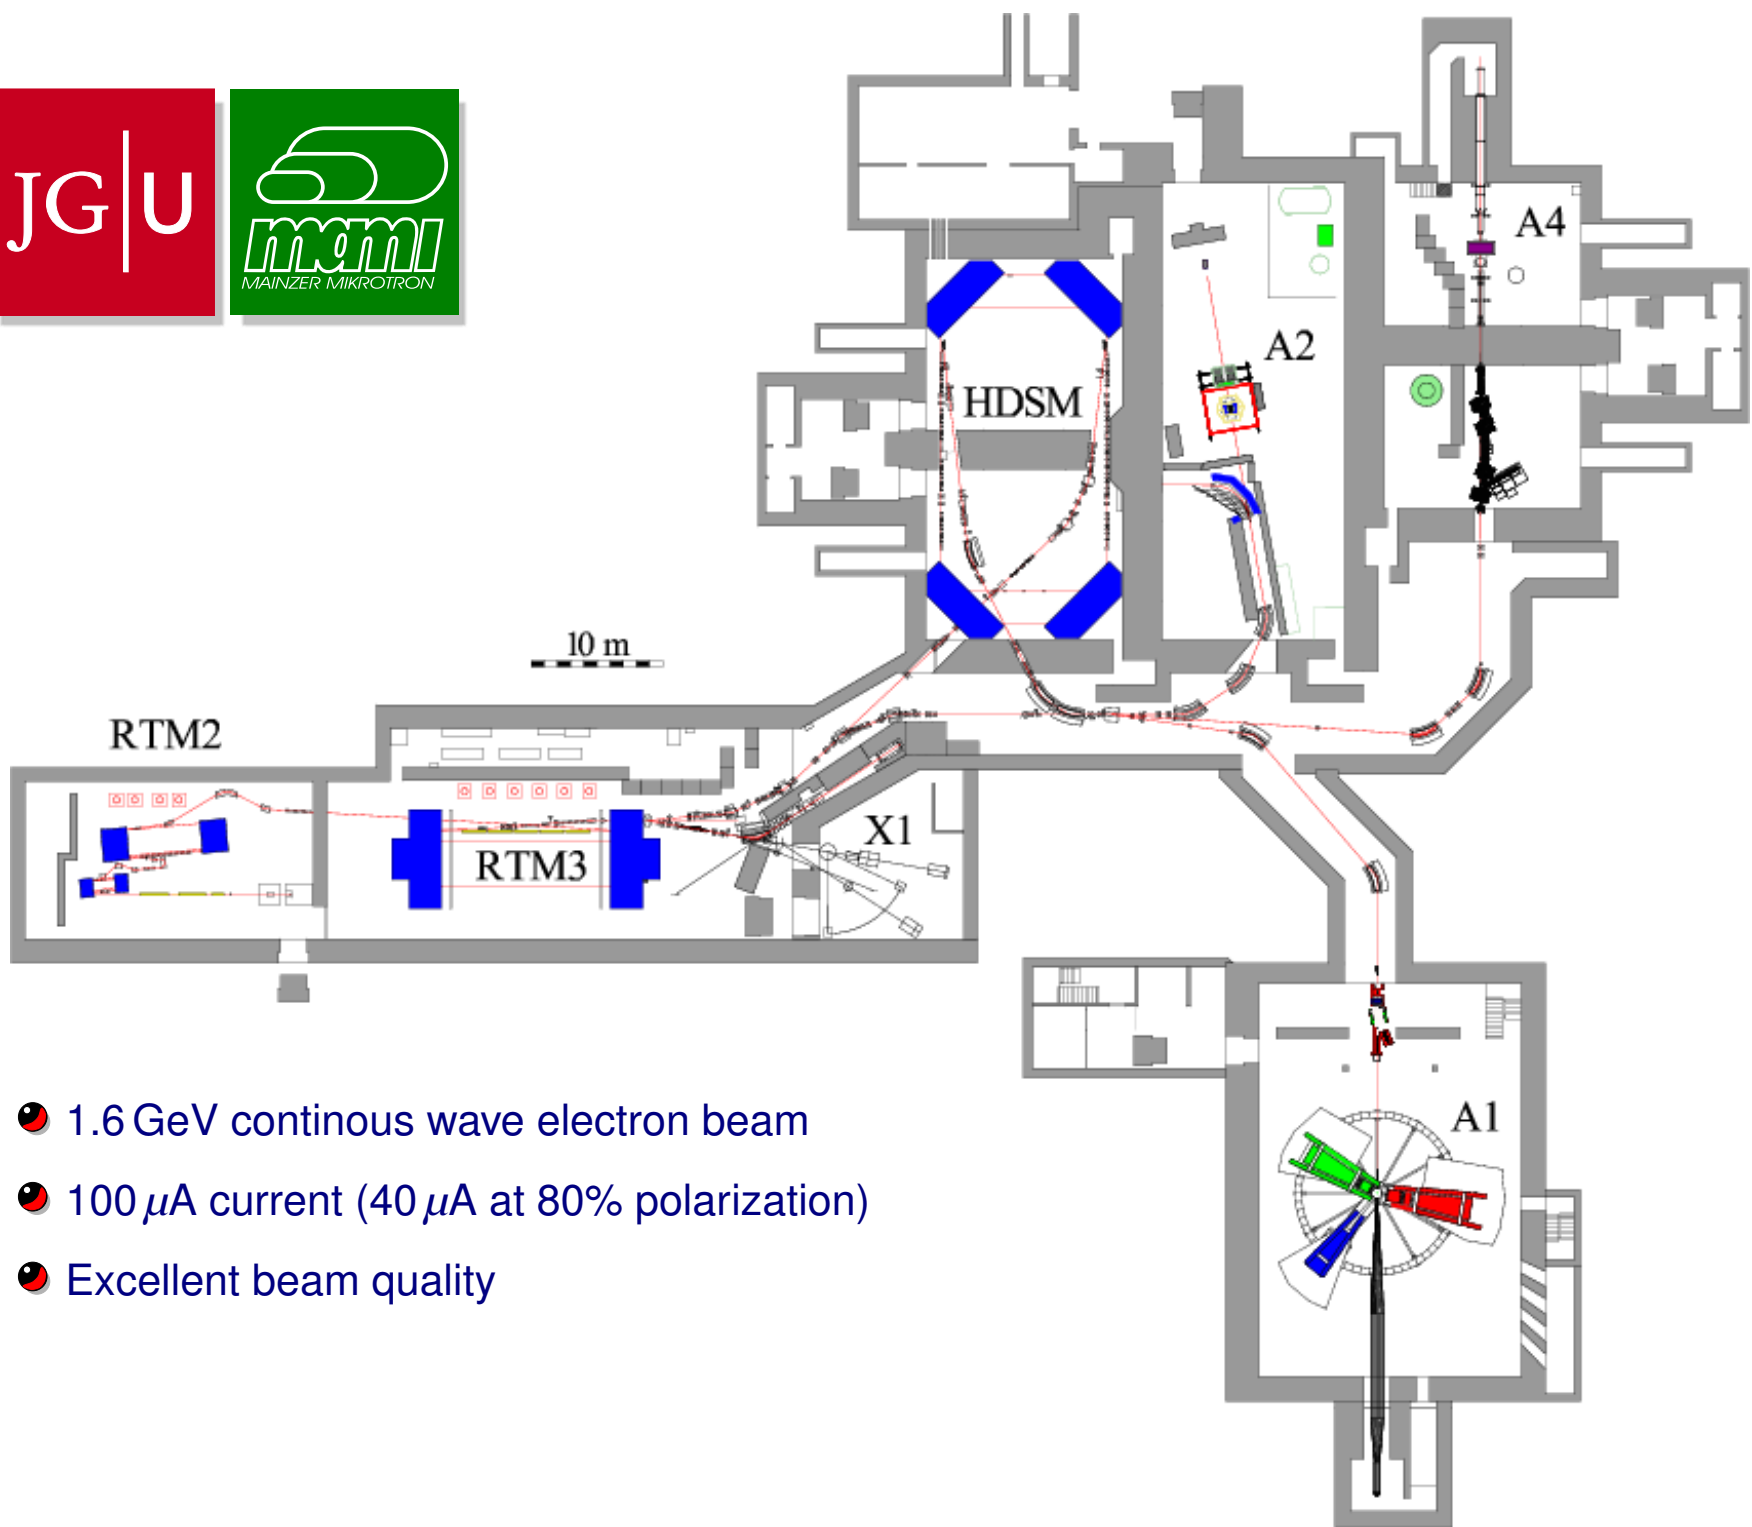 JG|U
mami
MAINZER MIKROTRON
A4
A2
HDSM
10 m
RTM2
RTM3
X1
A1
1.6 GeV continous wave electron beam
100 µA current (40 µA at 80% polarization)
Excellent beam quality